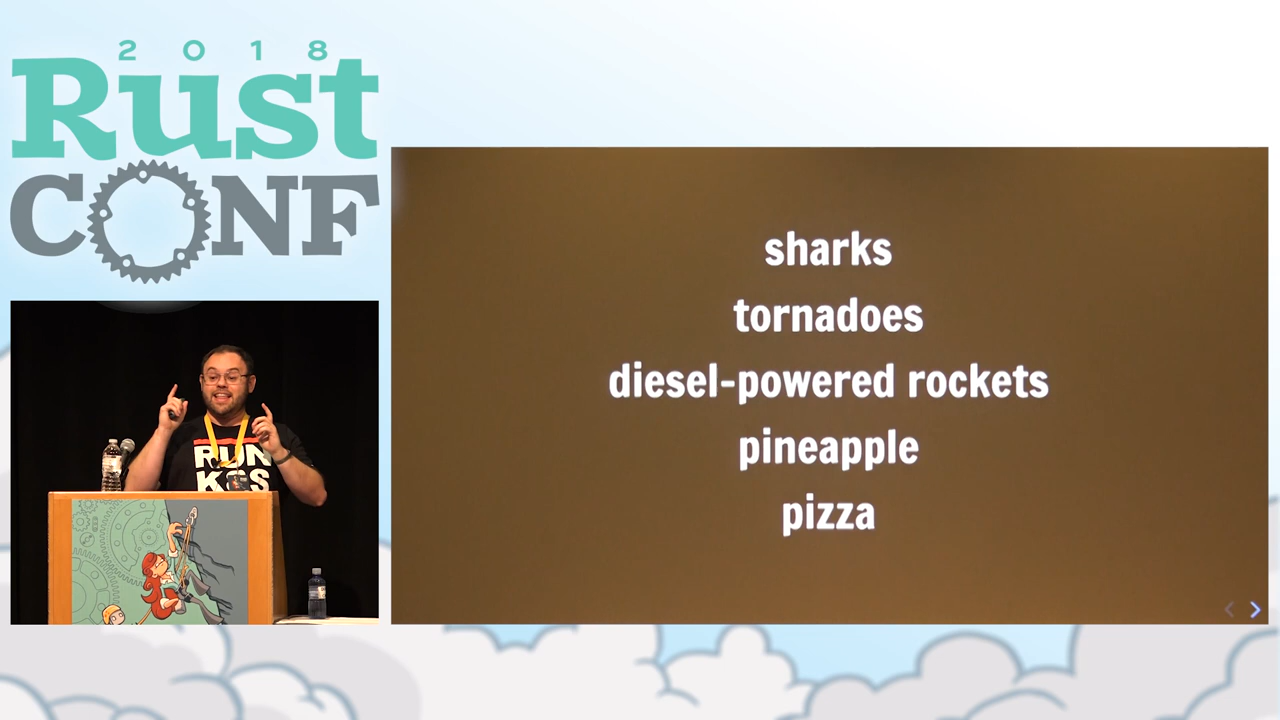 2018
Rust
CONF
sharks
tornadoes
diesel-powered rockets
pineapple
pizza
RUN
KCS